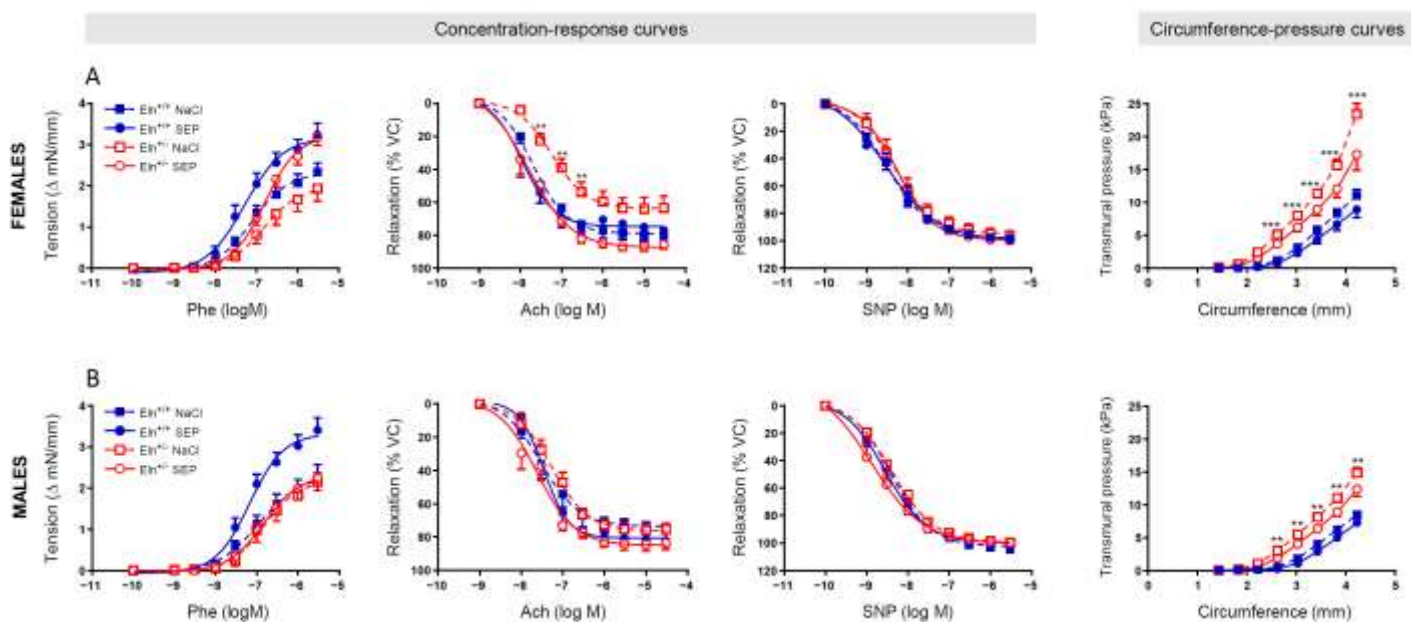 Concentration-response curves
Circumference-pressure curves
FEMALES
A
Tension (Δ mN/mm)
4
3
2
1
0
Eln+/+ NaCl
Eln+/+ SEP
Eln+/- NaCl
Eln+/- SEP
−11 −10 −9 −8 −7 −6 −5
Phe (logM)
Relaxation (% VC)
0
20
40
60
80
100
** ** **
−10 −9 −8 −7 −6 −5 −4
Ach (log M)
Relaxation (% VC)
0
20
40
60
80
100
120
−11 −10 −9 −8 −7 −6 −5
SNP (log M)
Transmural pressure (kPa)
25
20
15
10
5
0
*** *** *** *** ***
0 1 2 3 4 5
Circumference (mm)
MALES
B
Tension (Δ mN/mm)
4
3
2
1
0
Eln+/+ NaCl
Eln+/+ SEP
Eln+/- NaCl
Eln+/- SEP
−11 −10 −9 −8 −7 −6 −5
Phe (logM)
Relaxation (% VC)
0
20
40
60
80
100
−10 −9 −8 −7 −6 −5 −4
Ach (log M)
Relaxation (% VC)
0
20
40
60
80
100
120
−11 −10 −9 −8 −7 −6 −5
SNP (log M)
Transmural pressure (kPa)
25
20
15
10
5
0
** ** ** ** **
0 1 2 3 4 5
Circumference (mm)